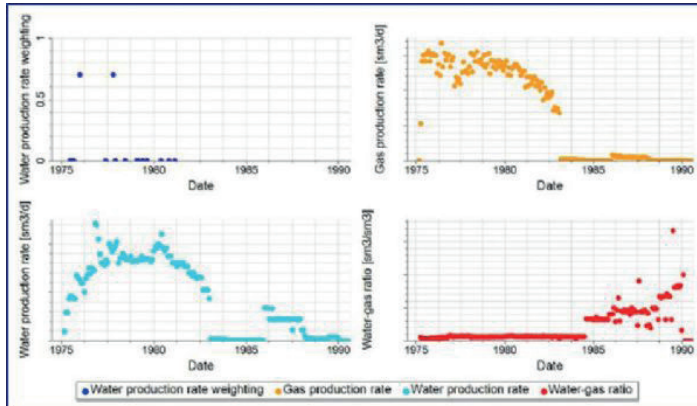 Water production rate weighting
1
0.5
0
1975 1980 1985 1990
Date
Gas production rate [sm3/d]
1975 1980 1985 1990
Date
Water production rate [sm3/d]
1975 1980 1985 1990
Date
Water-gas ratio [sm3/sm3]
1975 1980 1985 1990
Date
Water production rate weighting Gas production rate Water production rate Water-gas ratio